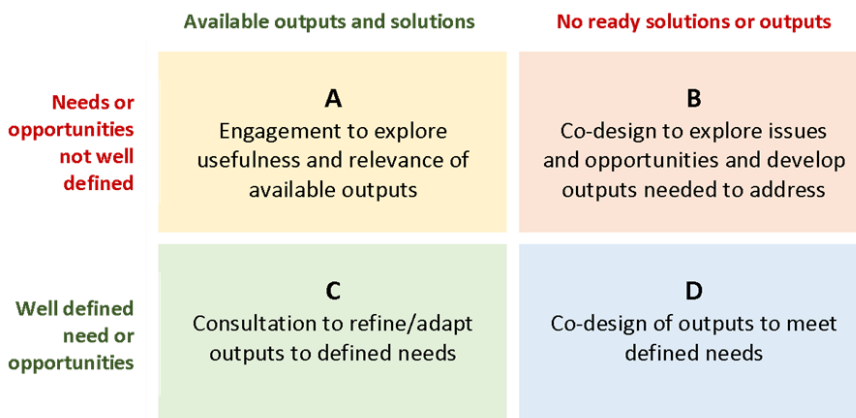 Available outputs and solutions
No ready solutions or outputs
Needs or
opportunities
not well
defined
A
Engagement to explore
usefulness and relevance of
available outputs
B
Co-design to explore issues
and opportunities and develop
outputs needed to address
Well defined
need or
opportunities
C
Consultation to refine/adapt
outputs to defined needs
D
Co-design of outputs to meet
defined needs